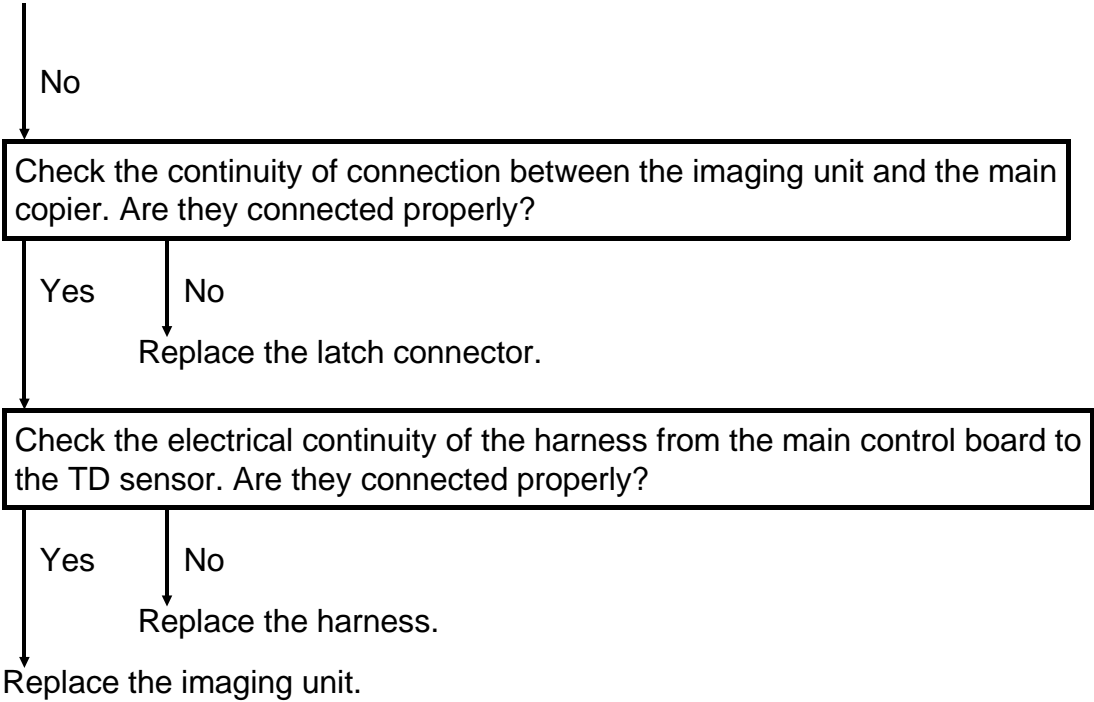 No
Check the continuity of connection between the imaging unit and the main
copier. Are they connected properly?
Yes
No
Replace the latch connector.
Check the electrical continuity of the harness from the main control board to
the TD sensor. Are they connected properly?
Yes
No
Replace the harness.
Replace the imaging unit.